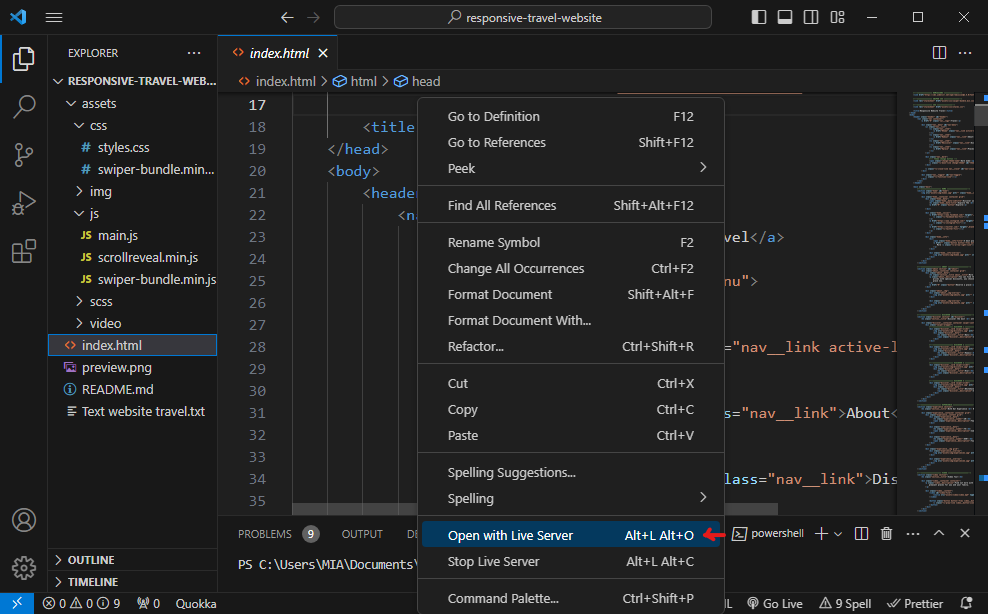 responsive-travel-website
EXPLORER
RESPONSIVE-TRAVEL-WEB...
assets
css
# styles.css
# swiper-bundle.min...
img
js
JS main.js
JS scrollreveal.min.js
JS swiper-bundle.min.js
scss
video
<> index.html
preview.png
README.md
Text website travel.txt
OUTLINE
TIMELINE
<> index.html
<> index.html > html > head
17
18 <title
19 </head>
20 <body>
21 <header
22 <na
23 vel</a>
24
25 nu">
26
27
28 ="nav__link active-l
29
30
31 s="nav__link">About<
32
33
34 lass="nav__link">Dis
35
Go to Definition F12
Go to References Shift+F12
Peek >
Find All References Shift+Alt+F12
Rename Symbol F2
Change All Occurrences Ctrl+F2
Format Document Shift+Alt+F
Format Document With...
Refactor... Ctrl+Shift+R
Cut Ctrl+X
Copy Ctrl+C
Paste Ctrl+V
Spelling Suggestions...
Spelling >
Open with Live Server Alt+L Alt+O
Stop Live Server Alt+L Alt+C
Command Palette... Ctrl+Shift+P
PROBLEMS 9 OUTPUT DE powershell
PS C:\Users\MIA\Documents\
0 0 9 0 Quokka Go Live 9 Spell Prettier